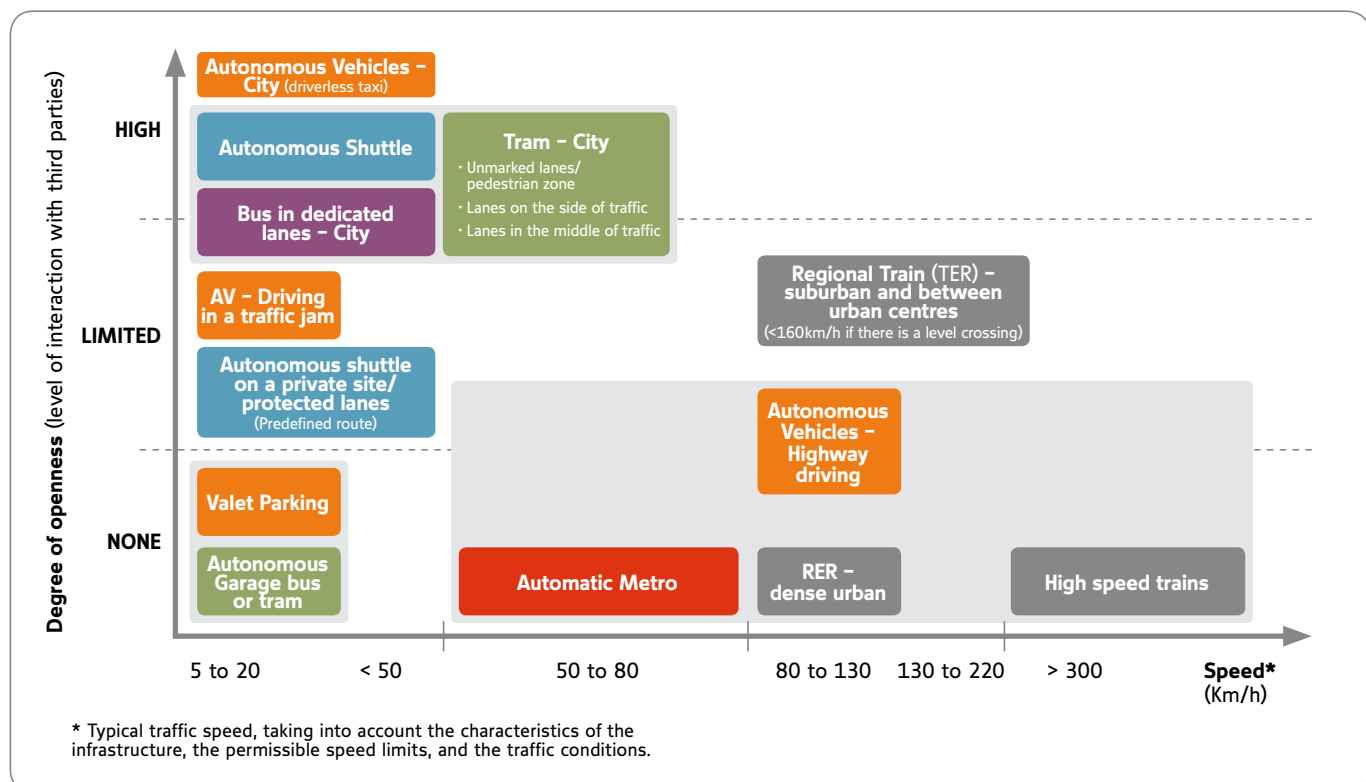 Degree of openness (level of interaction with third parties)
HIGH
LIMITED
NONE
Autonomous Vehicles –
City (driverless taxi)
Autonomous Shuttle
Bus in dedicated
lanes – City
Tram – City
· Unmarked lanes/
pedestrian zone
· Lanes on the side of traffic
· Lanes in the middle of traffic
AV – Driving
in a traffic jam
Autonomous shuttle
on a private site/
protected lanes
(Predefined route)
Regional Train (TER) –
suburban and between
urban centres
(<160km/h if there is a level crossing)
Autonomous
Vehicles –
Highway
driving
Valet Parking
Autonomous
Garage bus
or tram
Automatic Metro
RER –
dense urban
High speed trains
5 to 20
< 50
50 to 80
80 to 130
130 to 220
> 300
Speed*
(Km/h)
* Typical traffic speed, taking into account the characteristics of the
infrastructure, the permissible speed limits, and the traffic conditions.